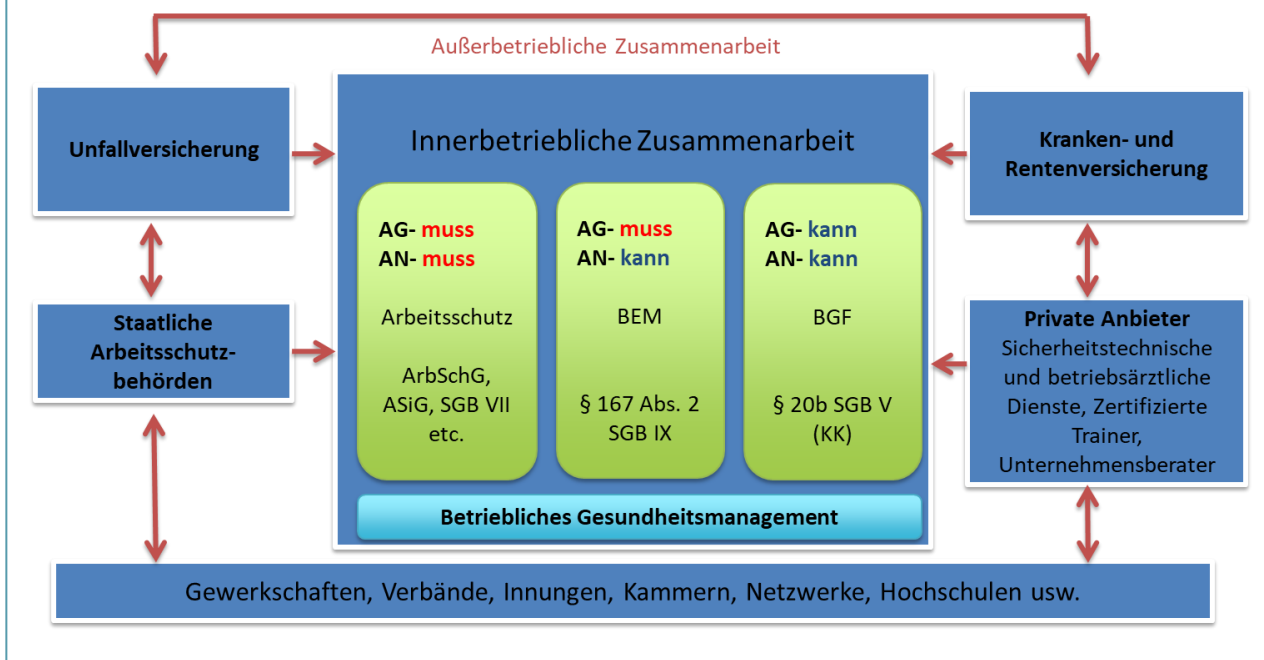 Außerbetriebliche Zusammenarbeit
Unfallversicherung
Innerbetriebliche Zusammenarbeit
Kranken- und
Rentenversicherung
AG- muss
AN- muss
Arbeitsschutz
ArbSchG,
ASiG, SGB VII
etc.
AG- muss
AN- kann
BEM
§ 167 Abs. 2
SGB IX
AG- kann
AN- kann
BGF
§ 20b SGB V
(KK)
Staatliche
Arbeitsschutz-
behörden
Private Anbieter
Sicherheitstechnische
und betriebsärztliche
Dienste, Zertifizierte
Trainer,
Unternehmensberater
Betriebliches Gesundheitsmanagement
Gewerkschaften, Verbände, Innungen, Kammern, Netzwerke, Hochschulen usw.